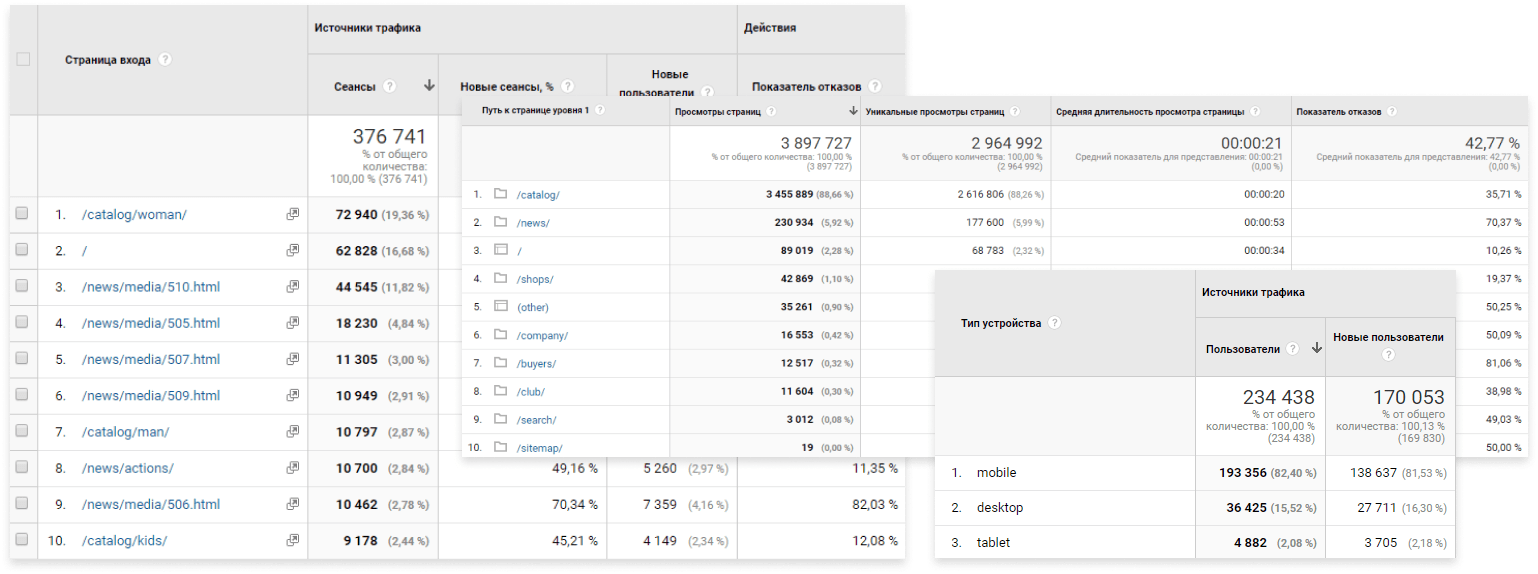 Страница входа ?
Источники трафика
Действия
Сеансы ?
Новые сеансы, % ?
Новые
пользователи ?
Показатель отказов ?
376 741
% от общего
количества:
100,00 % (376 741)
1. /catalog/woman/ 72 940 (19,36 %)
2. / 62 828 (16,68 %)
3. /news/media/510.html 44 545 (11,82 %)
4. /news/media/505.html 18 230 (4,84 %)
5. /news/media/507.html 11 305 (3,00 %)
6. /news/media/509.html 10 949 (2,91 %)
7. /catalog/man/ 10 797 (2,87 %)
8. /news/actions/ 10 700 (2,84 %) 49,16 % 5 260 (2,97 %) 11,35 %
9. /news/media/506.html 10 462 (2,78 %) 70,34 % 7 359 (4,16 %) 82,03 %
10. /catalog/kids/ 9 178 (2,44 %) 45,21 % 4 149 (2,34 %) 12,08 %
Путь к странице уровня 1 ? Просмотры страниц ? Уникальные просмотры страниц ? Средняя длительность просмотра страницы ? Показатель отказов ?
3 897 727
% от общего количества: 100,00 %
(3 897 727)
2 964 992
% от общего количества: 100,00 %
(2 964 992)
00:00:21
Средний показатель для представления: 00:00:21
(0,00 %)
42,77 %
Средний показатель для представления: 42,77 %
(0,00 %)
1. /catalog/ 3 455 889 (88,66 %) 2 616 806 (88,26 %) 00:00:20 35,71 %
2. /news/ 230 934 (5,92 %) 177 600 (5,99 %) 00:00:53 70,37 %
3. / 89 019 (2,28 %) 68 783 (2,32 %) 00:00:34 10,26 %
4. /shops/ 42 869 (1,10 %) 19,37 %
5. (other) 35 261 (0,90 %) 50,25 %
6. /company/ 16 553 (0,42 %) 50,09 %
7. /buyers/ 12 517 (0,32 %) 81,06 %
8. /club/ 11 604 (0,30 %) 38,98 %
9. /search/ 3 012 (0,08 %) 49,03 %
10. /sitemap/ 19 (0,00 %) 50,00 %
Тип устройства ?
Источники трафика
Пользователи ?
Новые пользователи
?
234 438
% от общего
количества: 100,00 %
(234 438)
170 053
% от общего
количества: 100,13 %
(169 830)
1. mobile 193 356 (82,40 %) 138 637 (81,53 %)
2. desktop 36 425 (15,52 %) 27 711 (16,30 %)
3. tablet 4 882 (2,08 %) 3 705 (2,18 %)